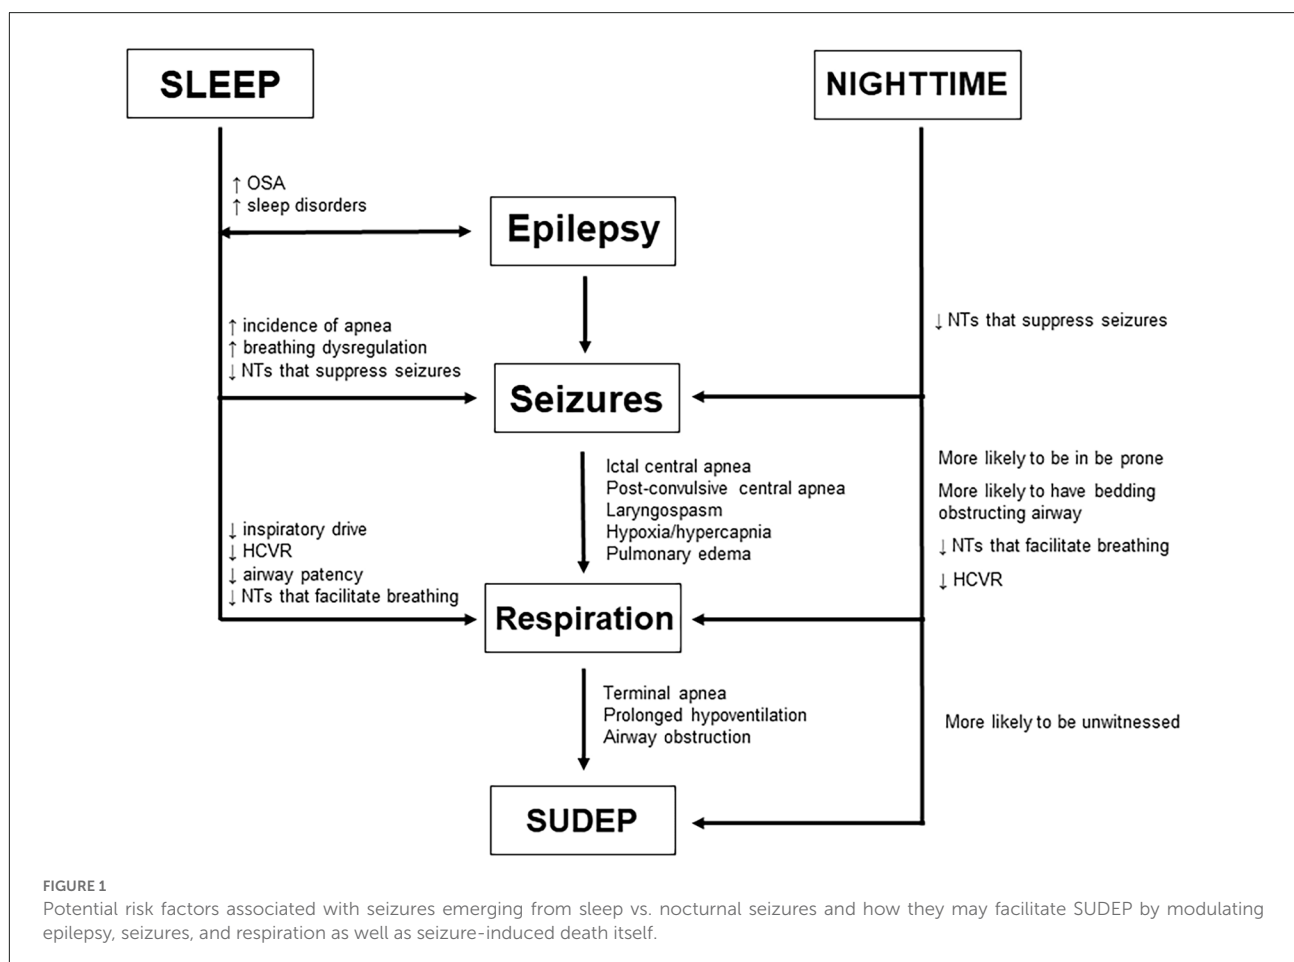 SLEEP
NIGHTTIME
↑ OSA
↑ sleep disorders
Epilepsy
↑ incidence of apnea
↑ breathing dysregulation
↓ NTs that suppress seizures
↓ NTs that suppress seizures
Seizures
Ictal central apnea
Post-convulsive central apnea
Laryngospasm
Hypoxia/hypercapnia
Pulmonary edema
More likely to be in be prone
More likely to have bedding
obstructing airway
↓ NTs that facilitate breathing
↓ HCVR
↓ inspiratory drive
↓ HCVR
↓ airway patency
↓ NTs that facilitate breathing
Respiration
Terminal apnea
Prolonged hypoventilation
Airway obstruction
More likely to be unwitnessed
SUDEP
FIGURE 1
Potential risk factors associated with seizures emerging from sleep vs. nocturnal seizures and how they may facilitate SUDEP by modulating
epilepsy, seizures, and respiration as well as seizure-induced death itself.